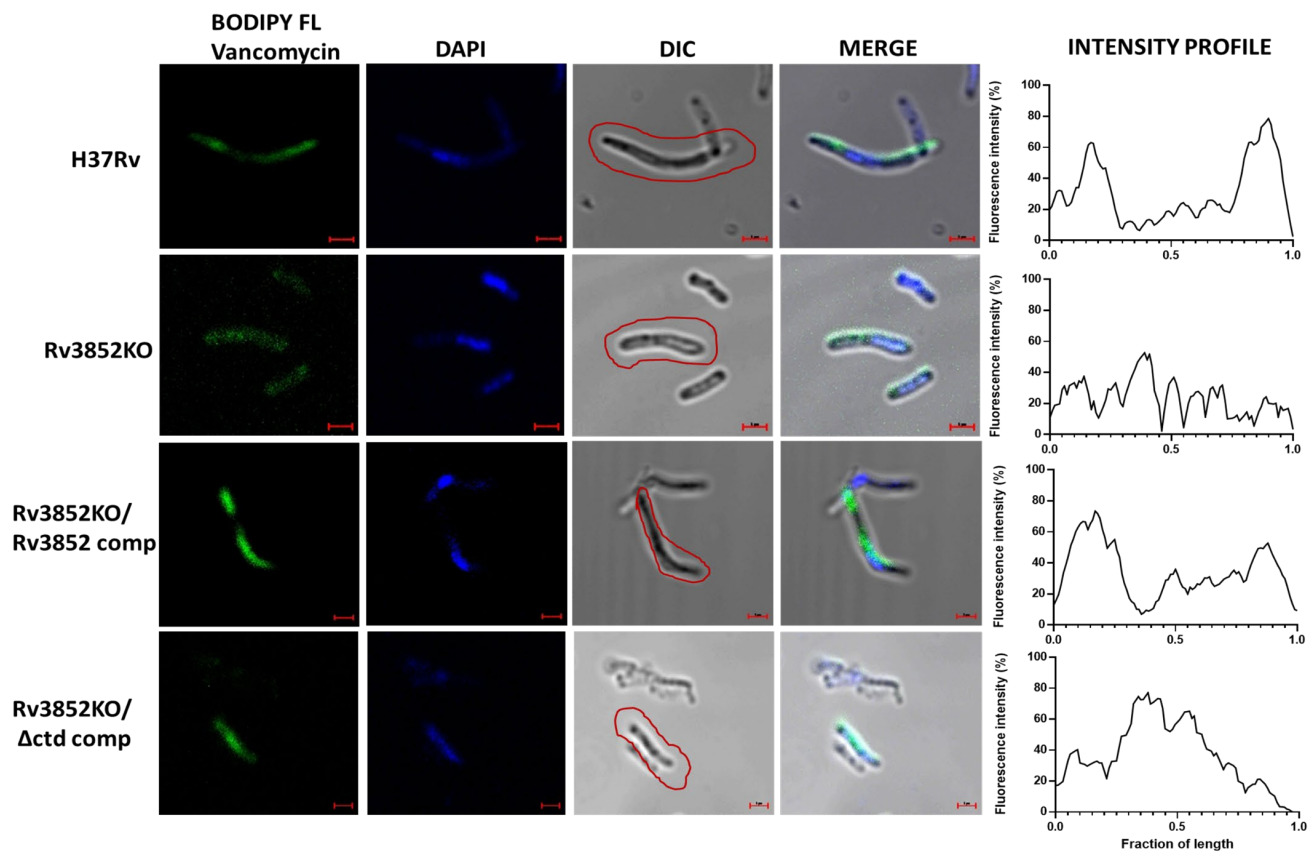 BODIPY FL
Vancomycin
DAPI
DIC
MERGE
INTENSITY PROFILE
H37Rv
Fluorescence intensity (%)
100
80
60
40
20
0
0.0
0.5
1.0
Rv3852KO
Fluorescence intensity (%)
100
80
60
40
20
0
0.0
0.5
1.0
Rv3852KO/
Rv3852 comp
Fluorescence intensity (%)
100
80
60
40
20
0
0.0
0.5
1.0
Rv3852KO/
Δctd comp
Fluorescence intensity (%)
100
80
60
40
20
0
0.0
0.5
1.0
Fraction of length